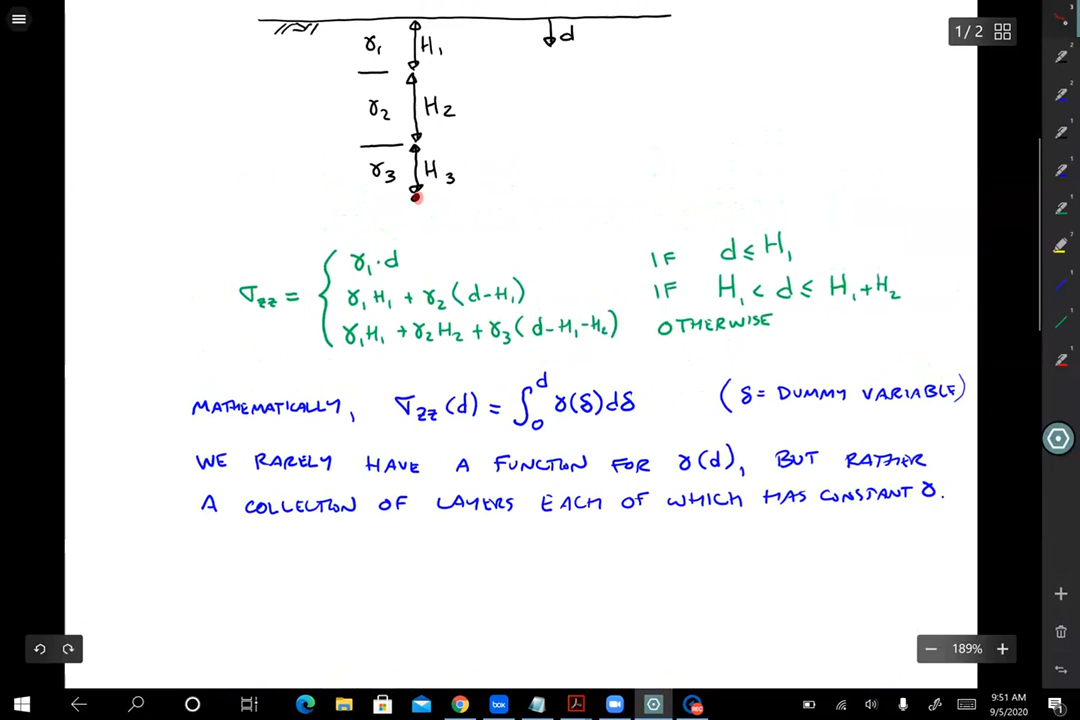 1/2
γ₁ H₁ d
γ₂ H₂
γ₃ H₃
σzz = { γ₁·d IF d ≤ H₁
γ₁H₁ + γ₂(d-H₁) IF H₁ < d ≤ H₁+H₂
γ₁H₁ + γ₂H₂ + γ₃(d-H₁-H₂) OTHERWISE
MATHEMATICALLY, σzz(d) = ∫₀ᵈ γ(δ)dδ (δ= DUMMY VARIABLE)
WE RARELY HAVE A FUNCTION FOR γ(d), BUT RATHER
A COLLECTION OF LAYERS EACH OF WHICH HAS CONSTANT γ.
189%
box
REC
9:51 AM
9/5/2020